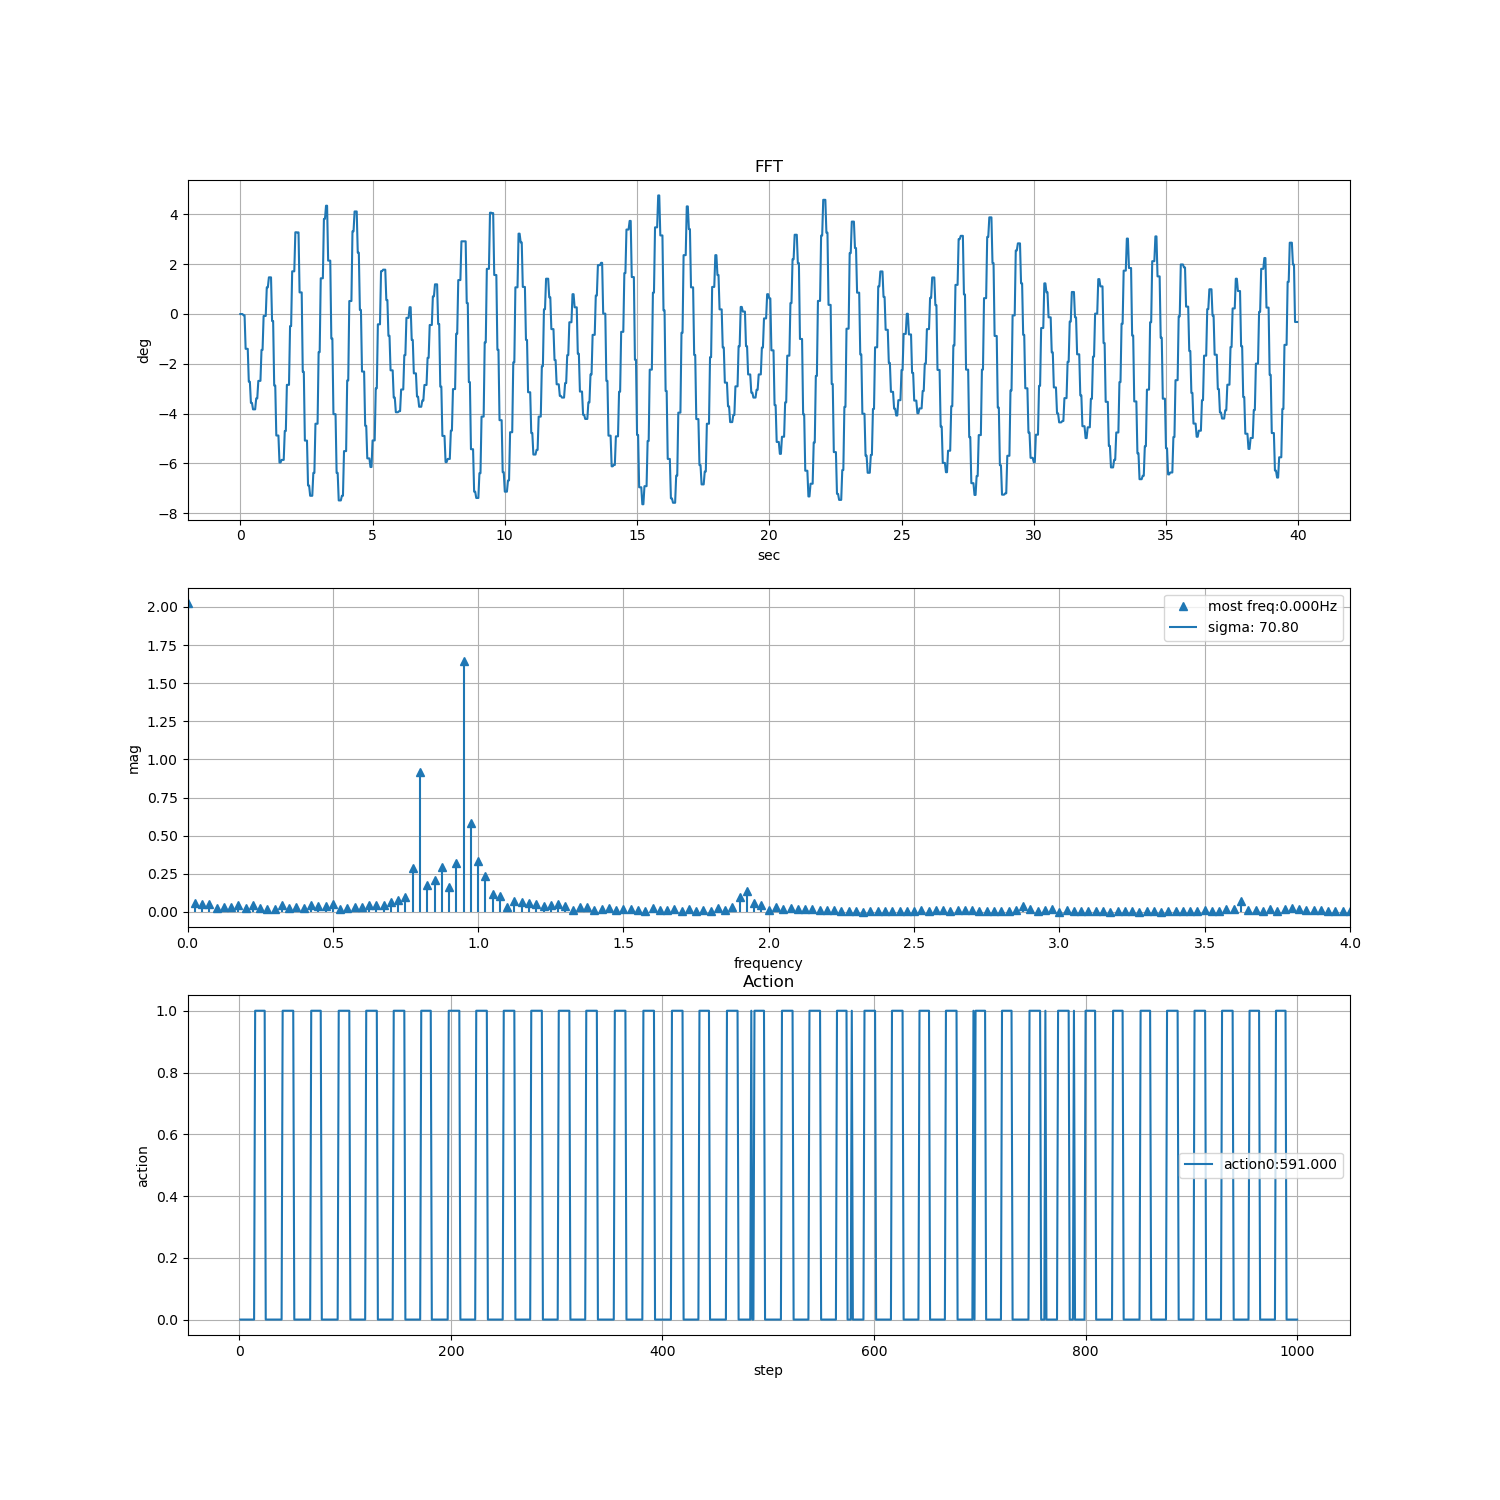 FFT
4
2
0
−2
−4
−6
−8
deg
0 5 10 15 20 25 30 35 40
sec
2.00
1.75
1.50
1.25
1.00
0.75
0.50
0.25
0.00
mag
most freq:0.000Hz
sigma: 70.80
0.0 0.5 1.0 1.5 2.0 2.5 3.0 3.5 4.0
frequency
Action
1.0
0.8
0.6
0.4
0.2
0.0
action
action0:591.000
0 200 400 600 800 1000
step